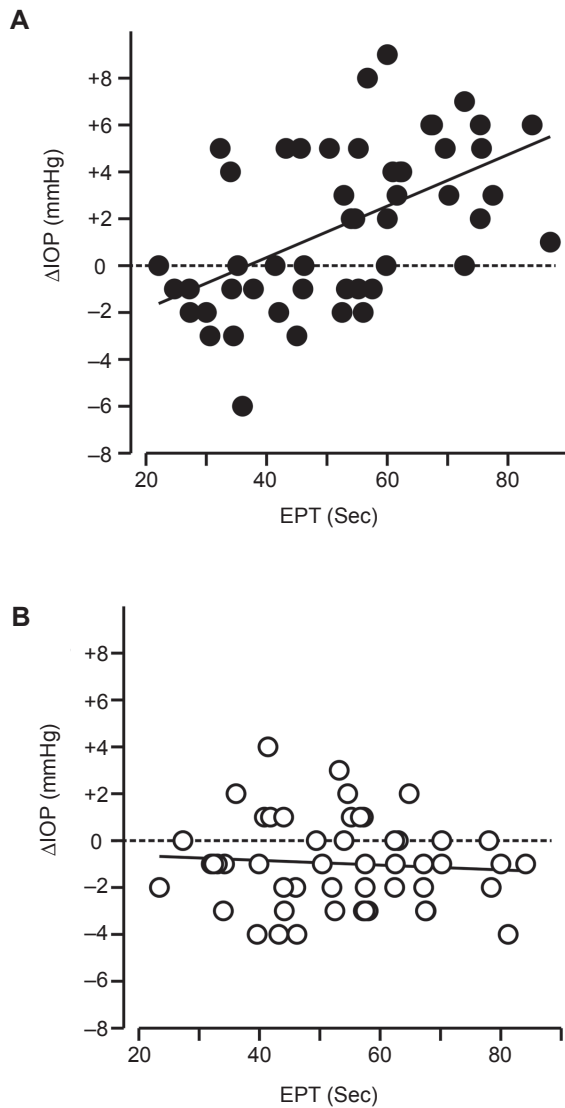 A
+8
+6
+4
+2
0
–2
–4
–6
–8
ΔIOP (mmHg)
20 40 60 80
EPT (Sec)
B
+8
+6
+4
+2
0
–2
–4
–6
–8
ΔIOP (mmHg)
20 40 60 80
EPT (Sec)